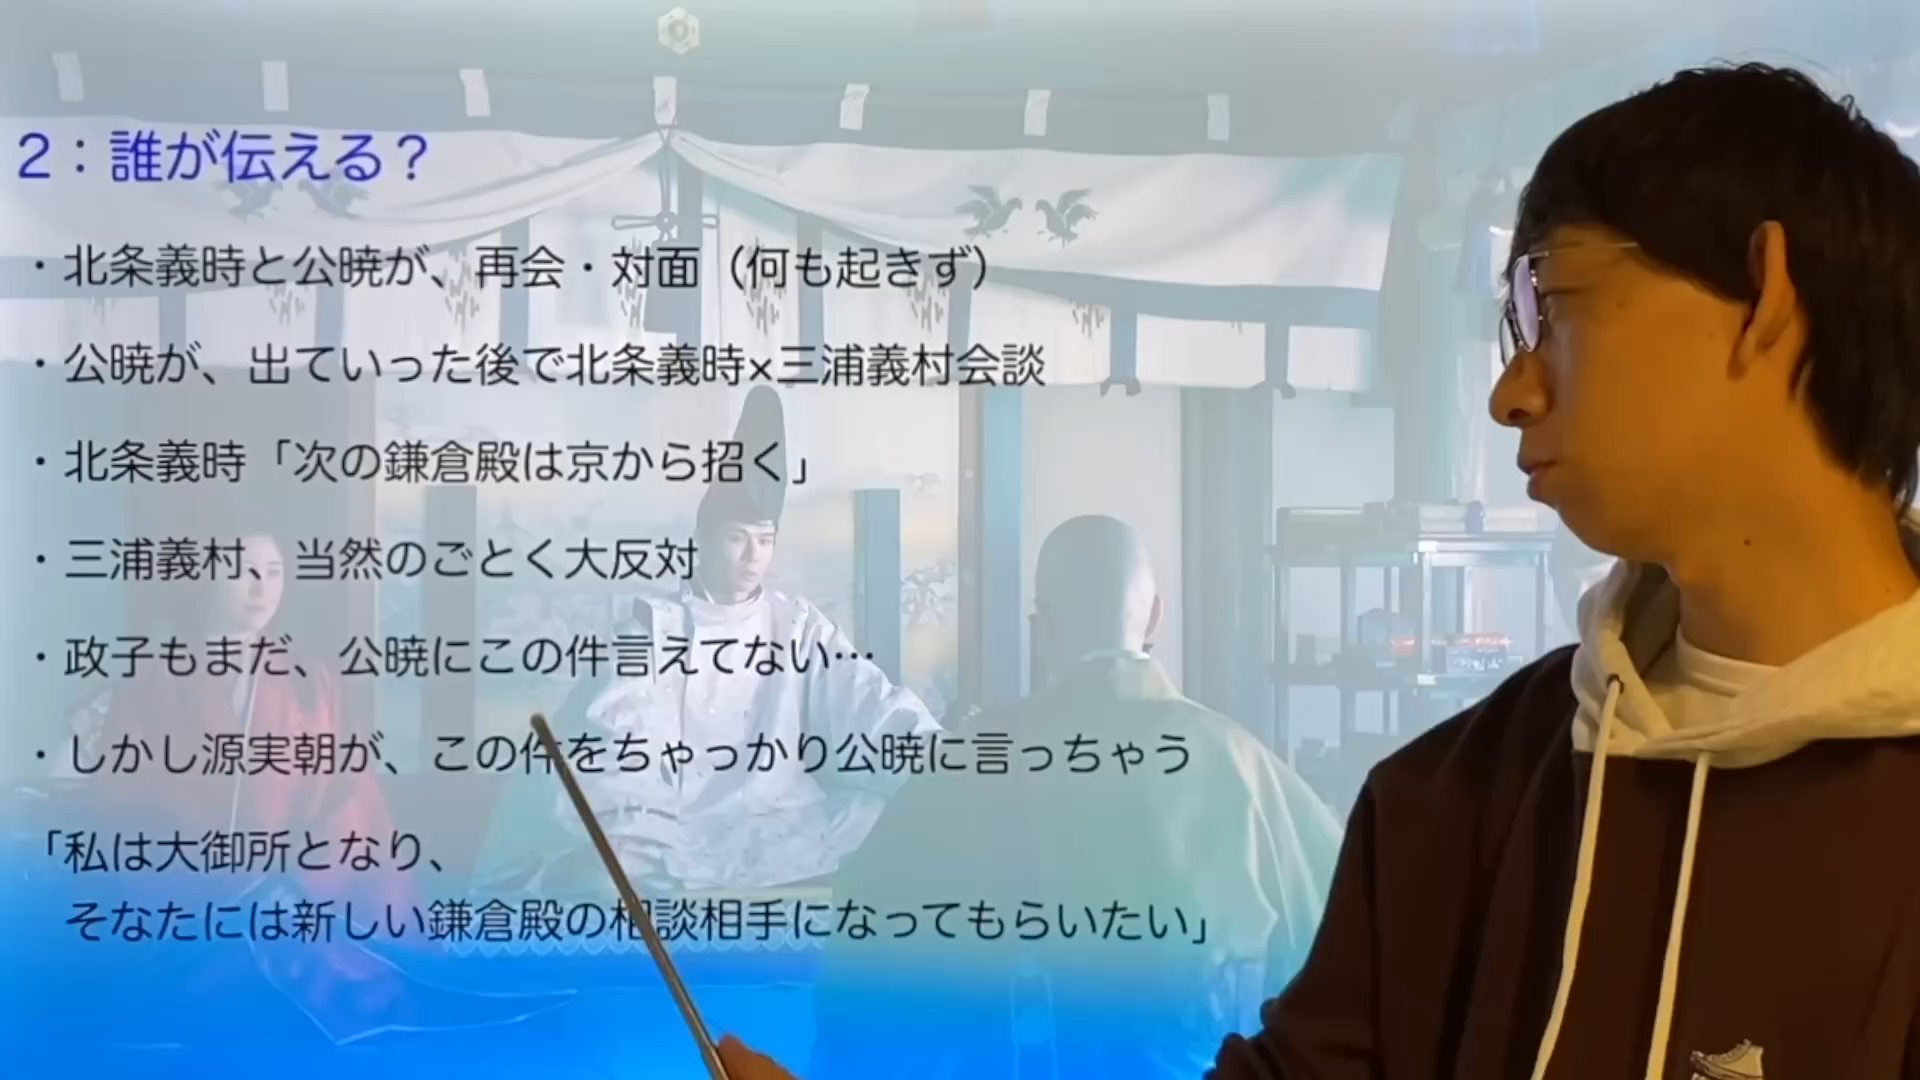 2：誰が伝える？
・北条義時と公暁が、再会・対面（何も起きず）
・公暁が、出ていった後で北条義時×三浦義村会談
・北条義時「次の鎌倉殿は京から招く」
・三浦義村、当然のごとく大反対
・政子もまだ、公暁にこの件言えてない…
・しかし源実朝が、この件をちゃっかり公暁に言っちゃう
「私は大御所となり、
そなたには新しい鎌倉殿の相談相手になってもらいたい」